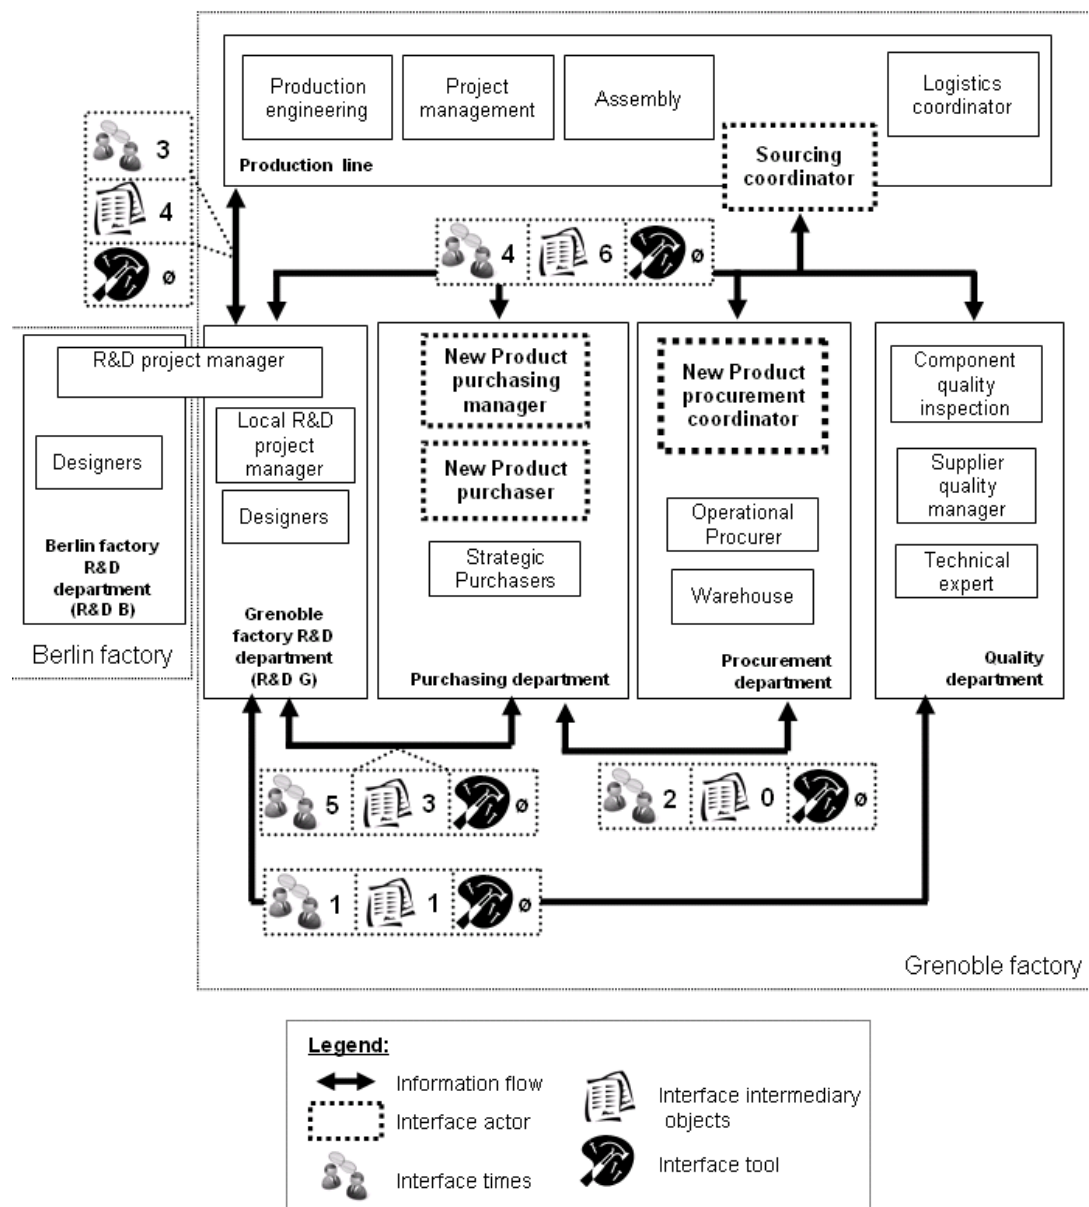 Production
engineering
Project
management
Assembly
Logistics
coordinator
Production line
Sourcing
coordinator
3
4
ø
4
6
ø
R&D project manager
Designers
Berlin factory
R&D
department
(R&D B)
Berlin factory
Local R&D
project
manager
Designers
Grenoble
factory R&D
department
(R&D G)
New Product
purchasing
manager
New Product
purchaser
Strategic
Purchasers
Purchasing department
New Product
procurement
coordinator
Operational
Procurer
Warehouse
Procurement
department
Component
quality
inspection
Supplier
quality
manager
Technical
expert
Quality
department
5
3
ø
2
0
ø
1
1
ø
Grenoble factory
Legend:
Information flow
Interface actor
Interface times
Interface intermediary
objects
Interface tool